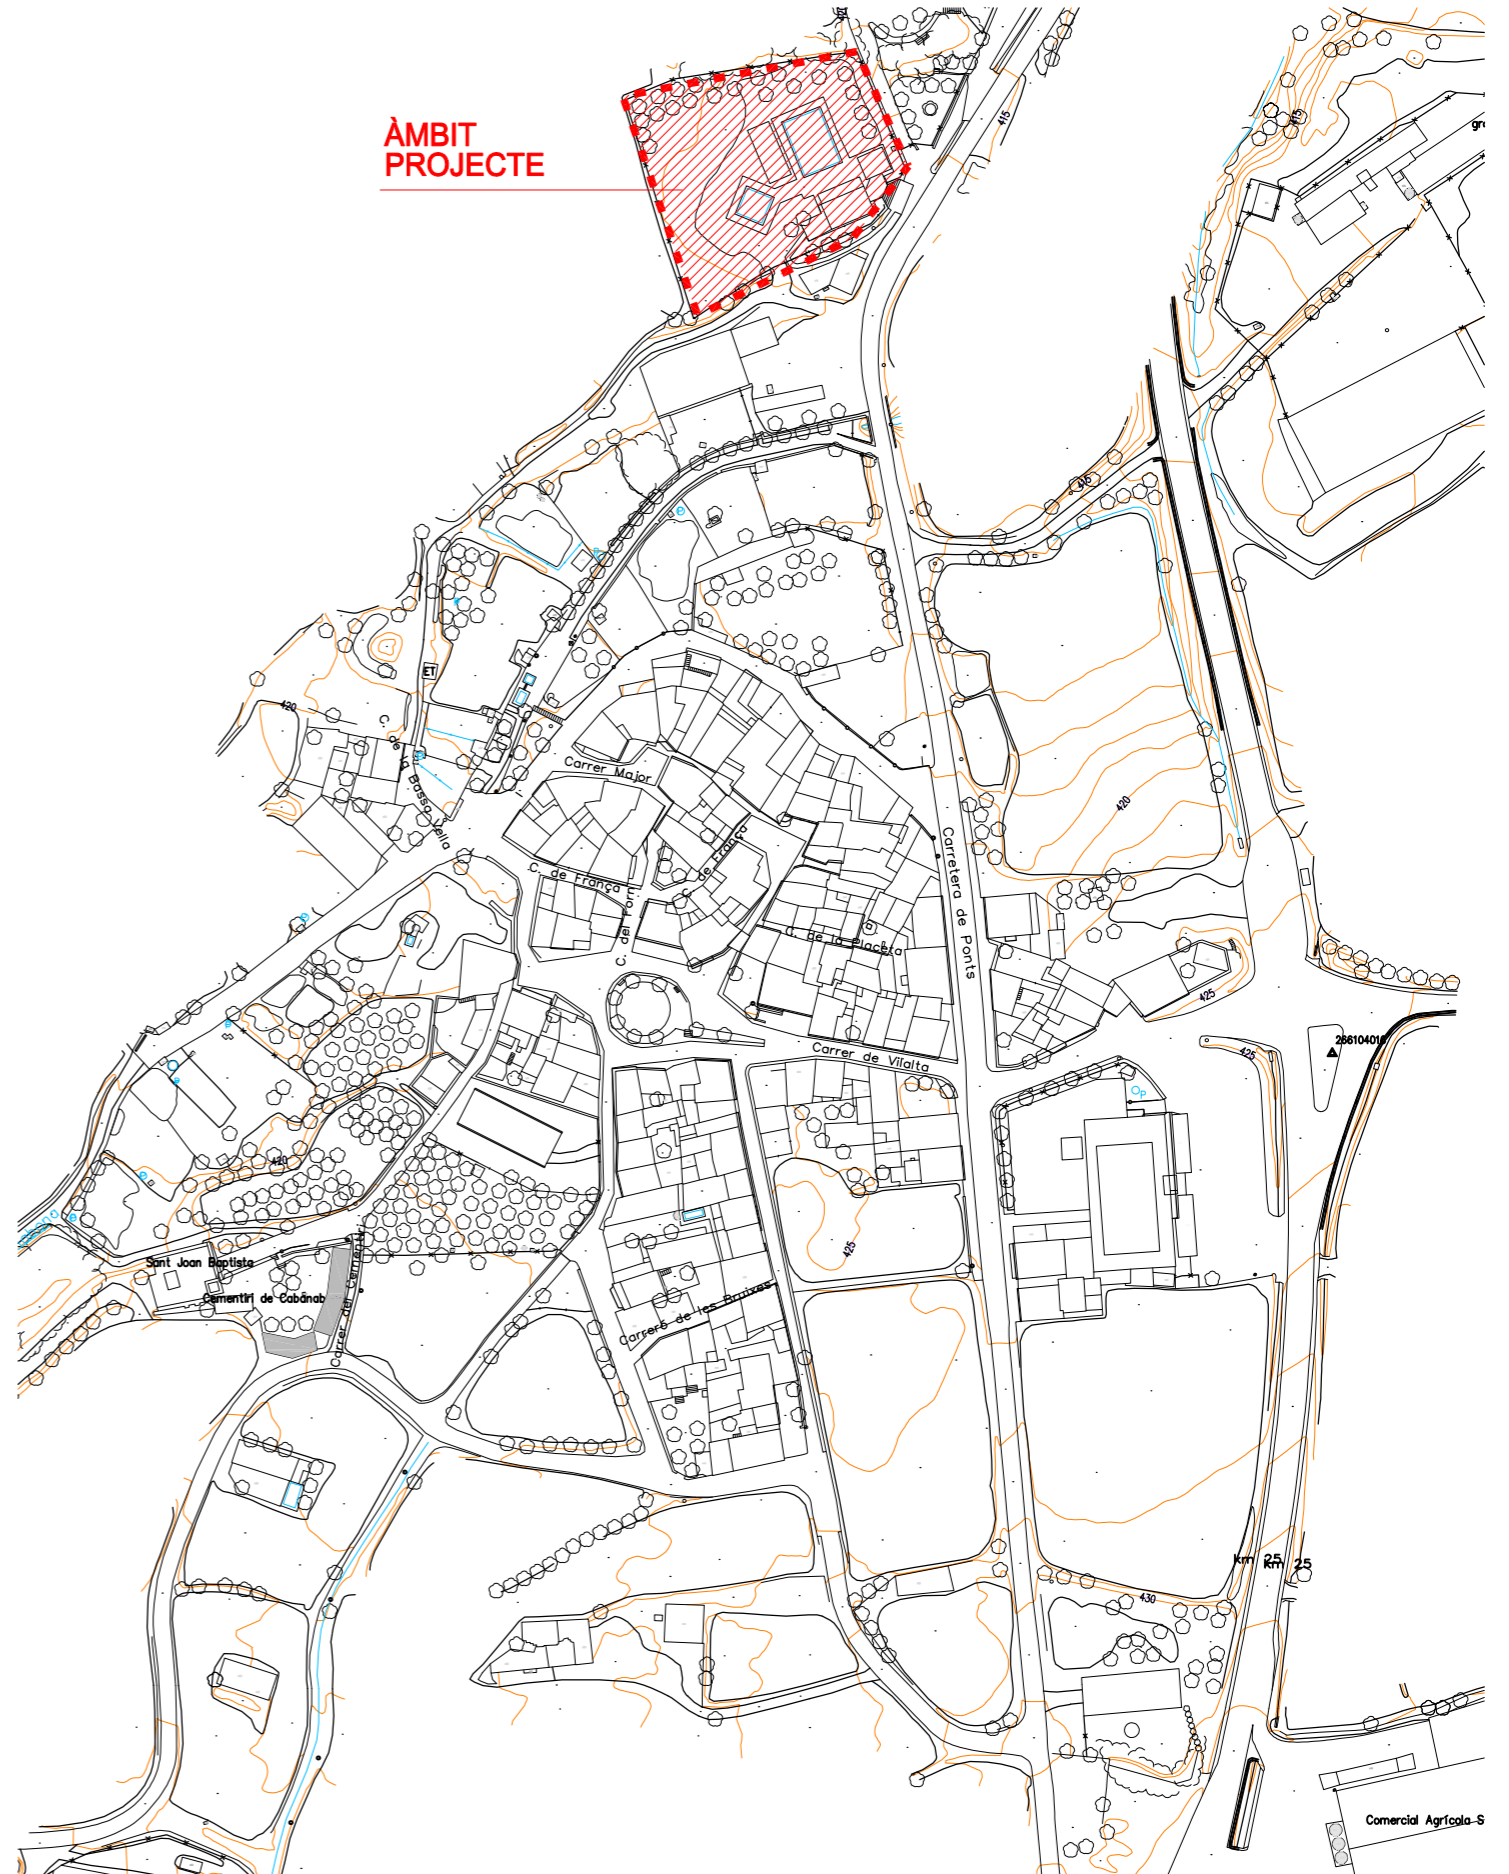 ÀMBIT
PROJECTE
415
415
415
ET
420
C. de la Bassa Vella
Carrer Major
C. de França
C. de França
C. del Forn
C. de la Placeta
Carretera de Ponts
420
425
Carrer de Vilalta
425
266104010
P
420
425
Sant Joan Baptista
Cementiri de Cabanab
Carrer del Cementiri
Carreró de les Bruixes
km 25
km 25
430
Comercial Agrícola S